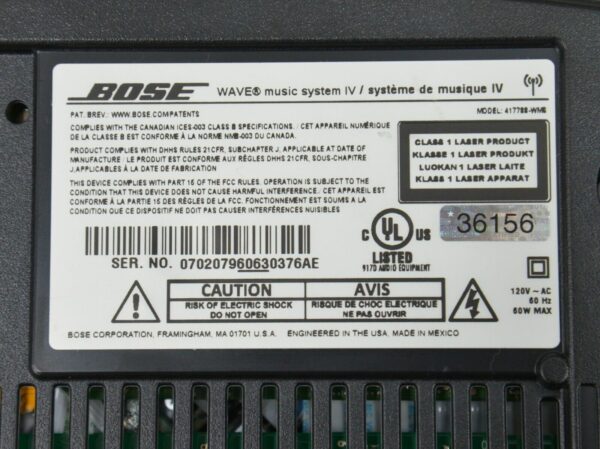 BOSE WAVE® music system IV / système de musique IV
PAT. BREV.: WWW.BOSE.COM/PATENTS
MODEL: 417788-WMS
COMPLIES WITH THE CANADIAN ICES-003 CLASS B SPECIFICATIONS. / CET APPAREIL NUMÉRIQUE
DE LA CLASSE B EST CONFORME À LA NORME NMB-003 DU CANADA.
PRODUCT COMPLIES WITH DHHS RULES 21CFR, SUBCHAPTER J, APPLICABLE AT DATE OF
MANUFACTURE / LE PRODUIT EST CONFORME AUX RÈGLES DHHS 21CFR, SOUS-CHAPITRE
J,APPLICABLES À LA DATE DE FABRICATION
THIS DEVICE COMPLIES WITH PART 15 OF THE FCC RULES. OPERATION IS SUBJECT TO THE
CONDITION THAT THIS DEVICE DOES NOT CAUSE HARMFUL INTERFERENCE. / CET APPAREIL EST
CONFORME À LA PARTIE 15 DES RÈGLES DE LA FCC. FONCTIONNEMENT EST SOUMIS A LA
CONDITION QUE CE DISPOSITIF NE DOIT PAS CAUSER D'INTERFÉRENCES NUISIBLES
CLASS 1 LASER PRODUCT
KLASSE 1 LASER PRODUKT
LUOKAN 1 LASER LAITE
KLASS 1 LASER APPARAT
36156
C UL US
LISTED
917D AUDIO EQUIPMENT
SER. NO. 070207960630376AE
CAUTION
RISK OF ELECTRIC SHOCK
DO NOT OPEN
AVIS
RISQUE DE CHOC ELECTRIQUE
NE PAS OUVRIR
120V ~ AC
60 Hz
60W MAX
BOSE CORPORATION, FRAMINGHAM, MA 01701 U.S.A. ENGINEERED IN THE USA, MADE IN MEXICO